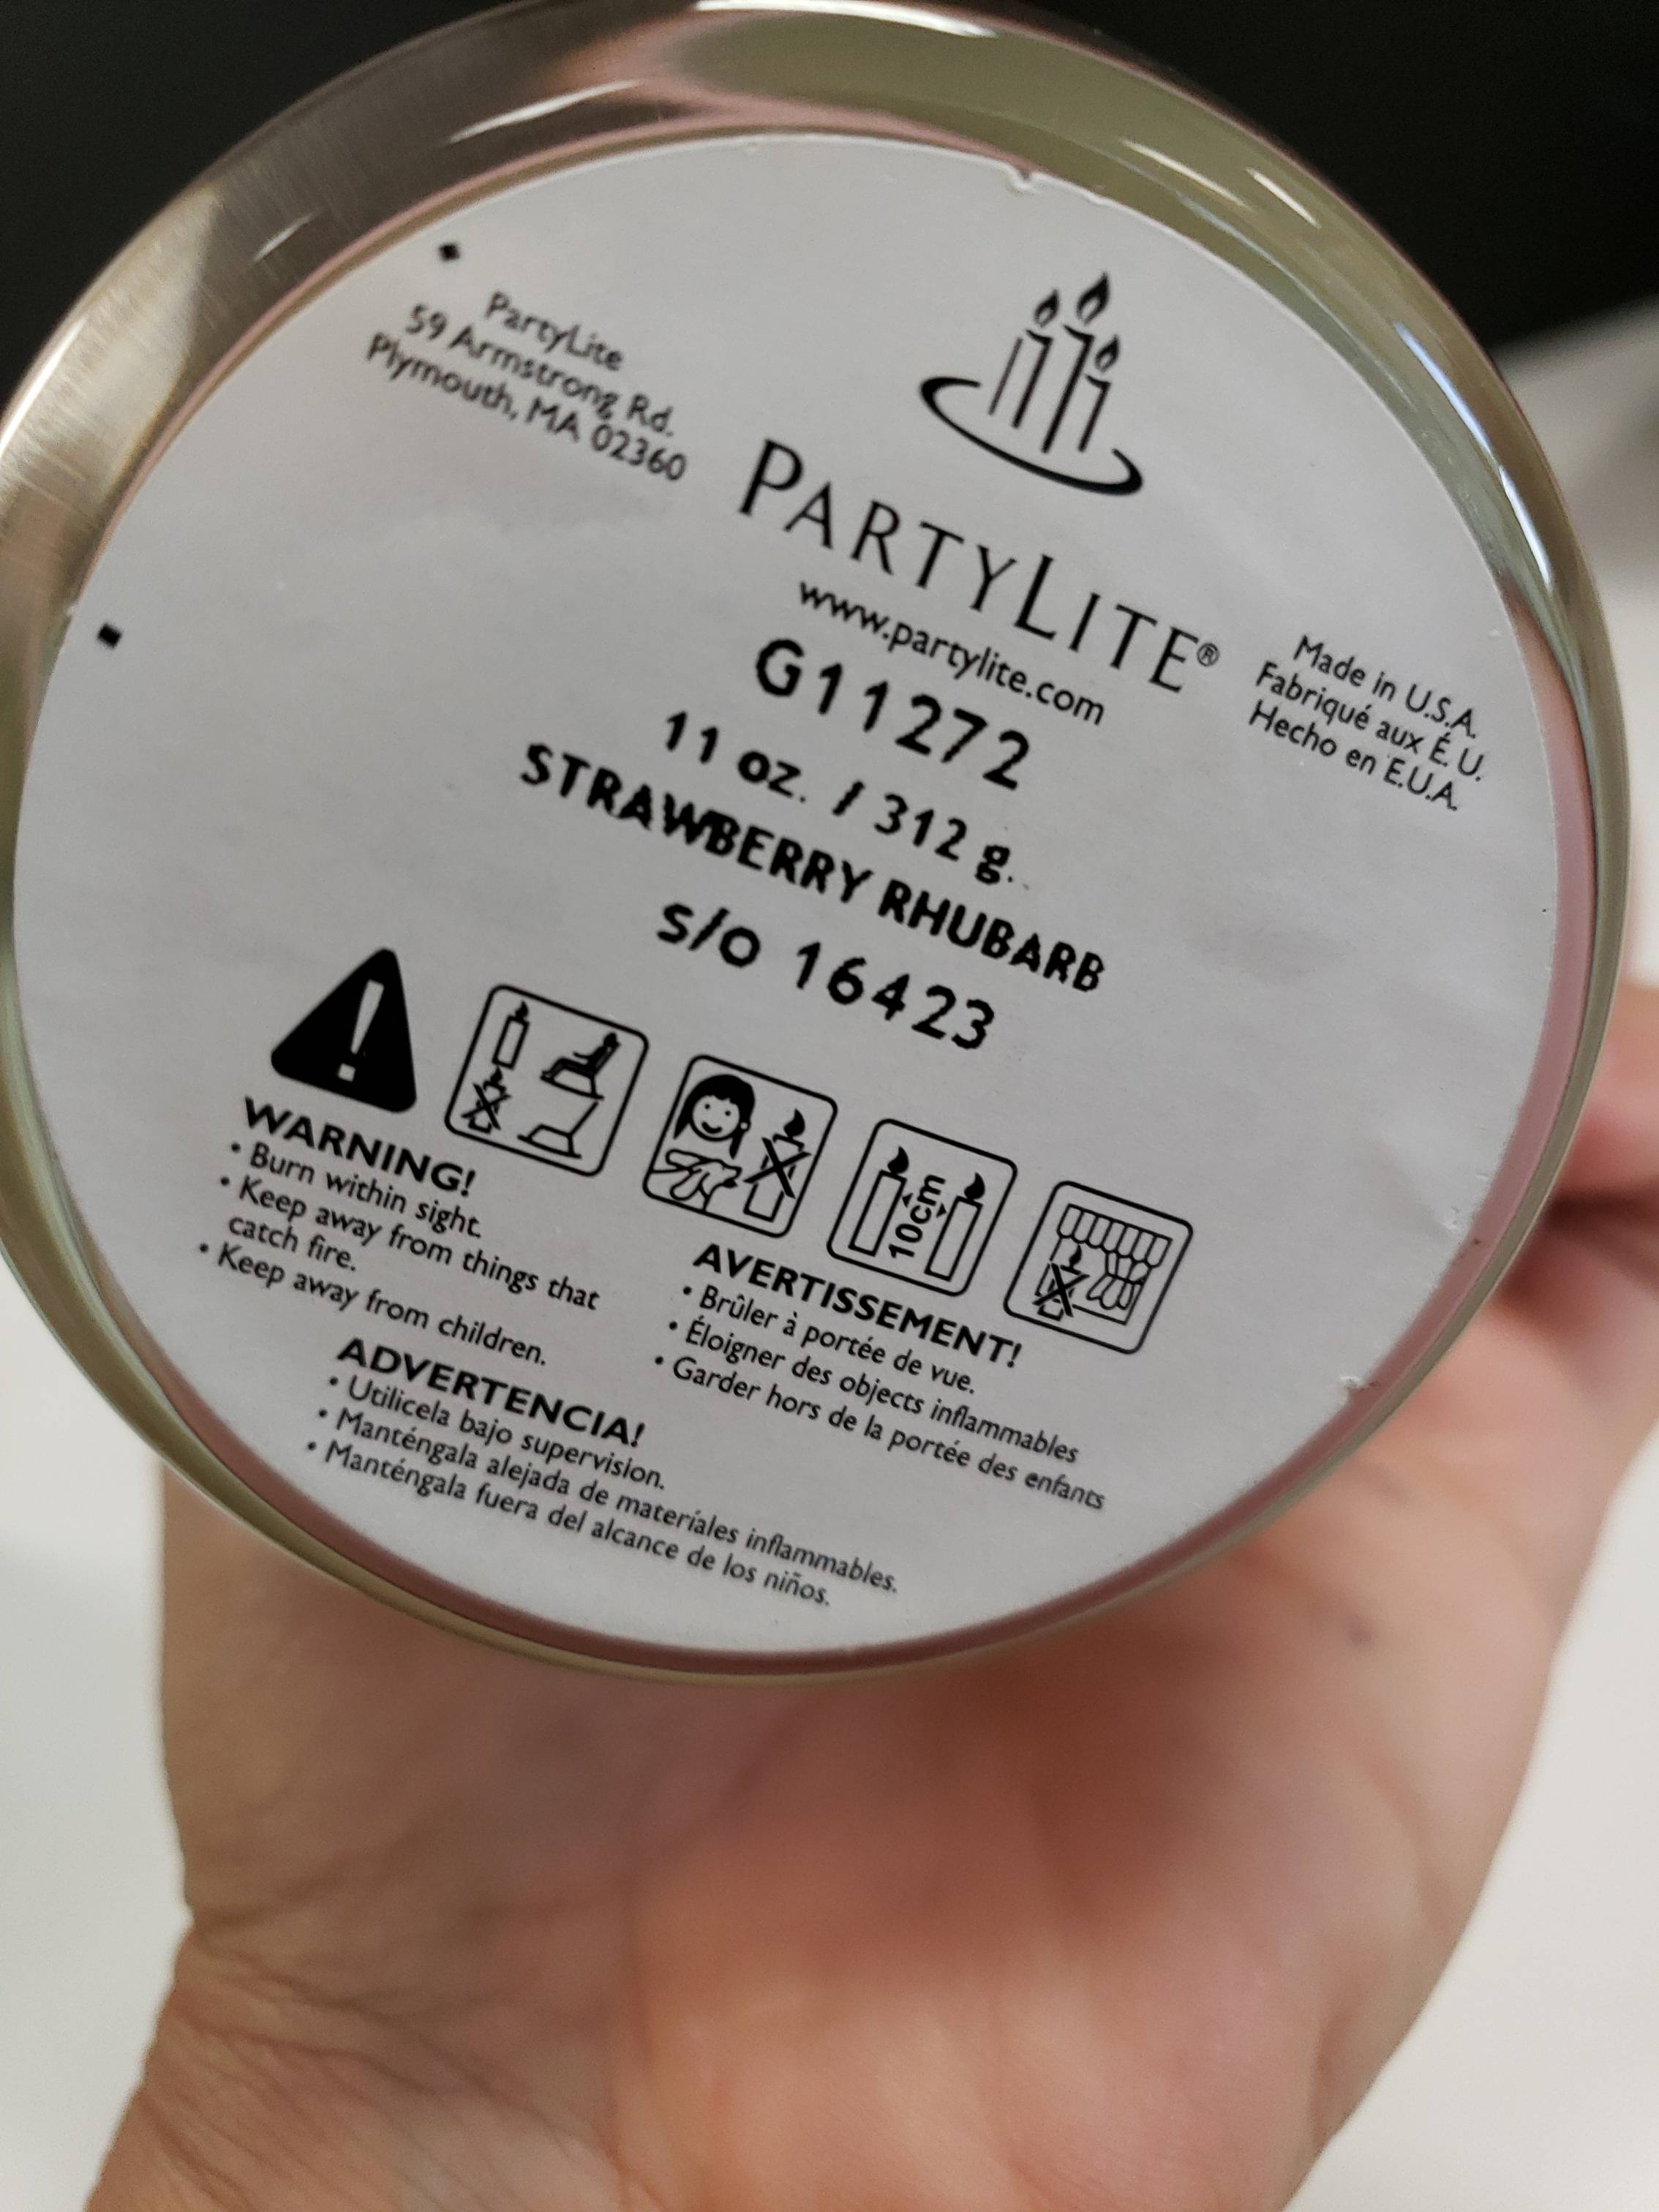 PartyLite
59 Armstrong Rd.
Plymouth, MA 02360
PARTYLITE®
www.partylite.com
Made in U.S.A.
Fabriqué aux É.U.
Hecho en E.U.A.
G11272
11 oz. / 312 g.
STRAWBERRY RHUBARB
s/o 16423
10cm
WARNING!
• Burn within sight.
• Keep away from things that
catch fire.
• Keep away from children.
AVERTISSEMENT!
• Brûler à portée de vue.
• Éloigner des objects inflammables
• Garder hors de la portée des enfants
ADVERTENCIA!
• Utilicela bajo supervision.
• Manténgala alejada de materíales inflammables.
• Manténgala fuera del alcance de los niños.